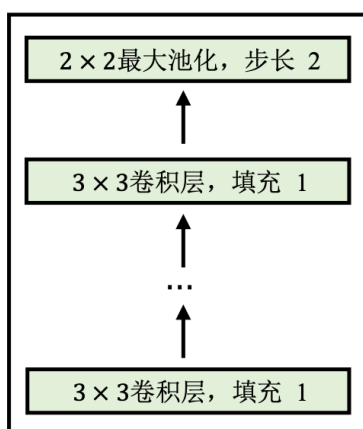 2 × 2最大池化，步长 2
3 × 3卷积层，填充 1
...
3 × 3卷积层，填充 1